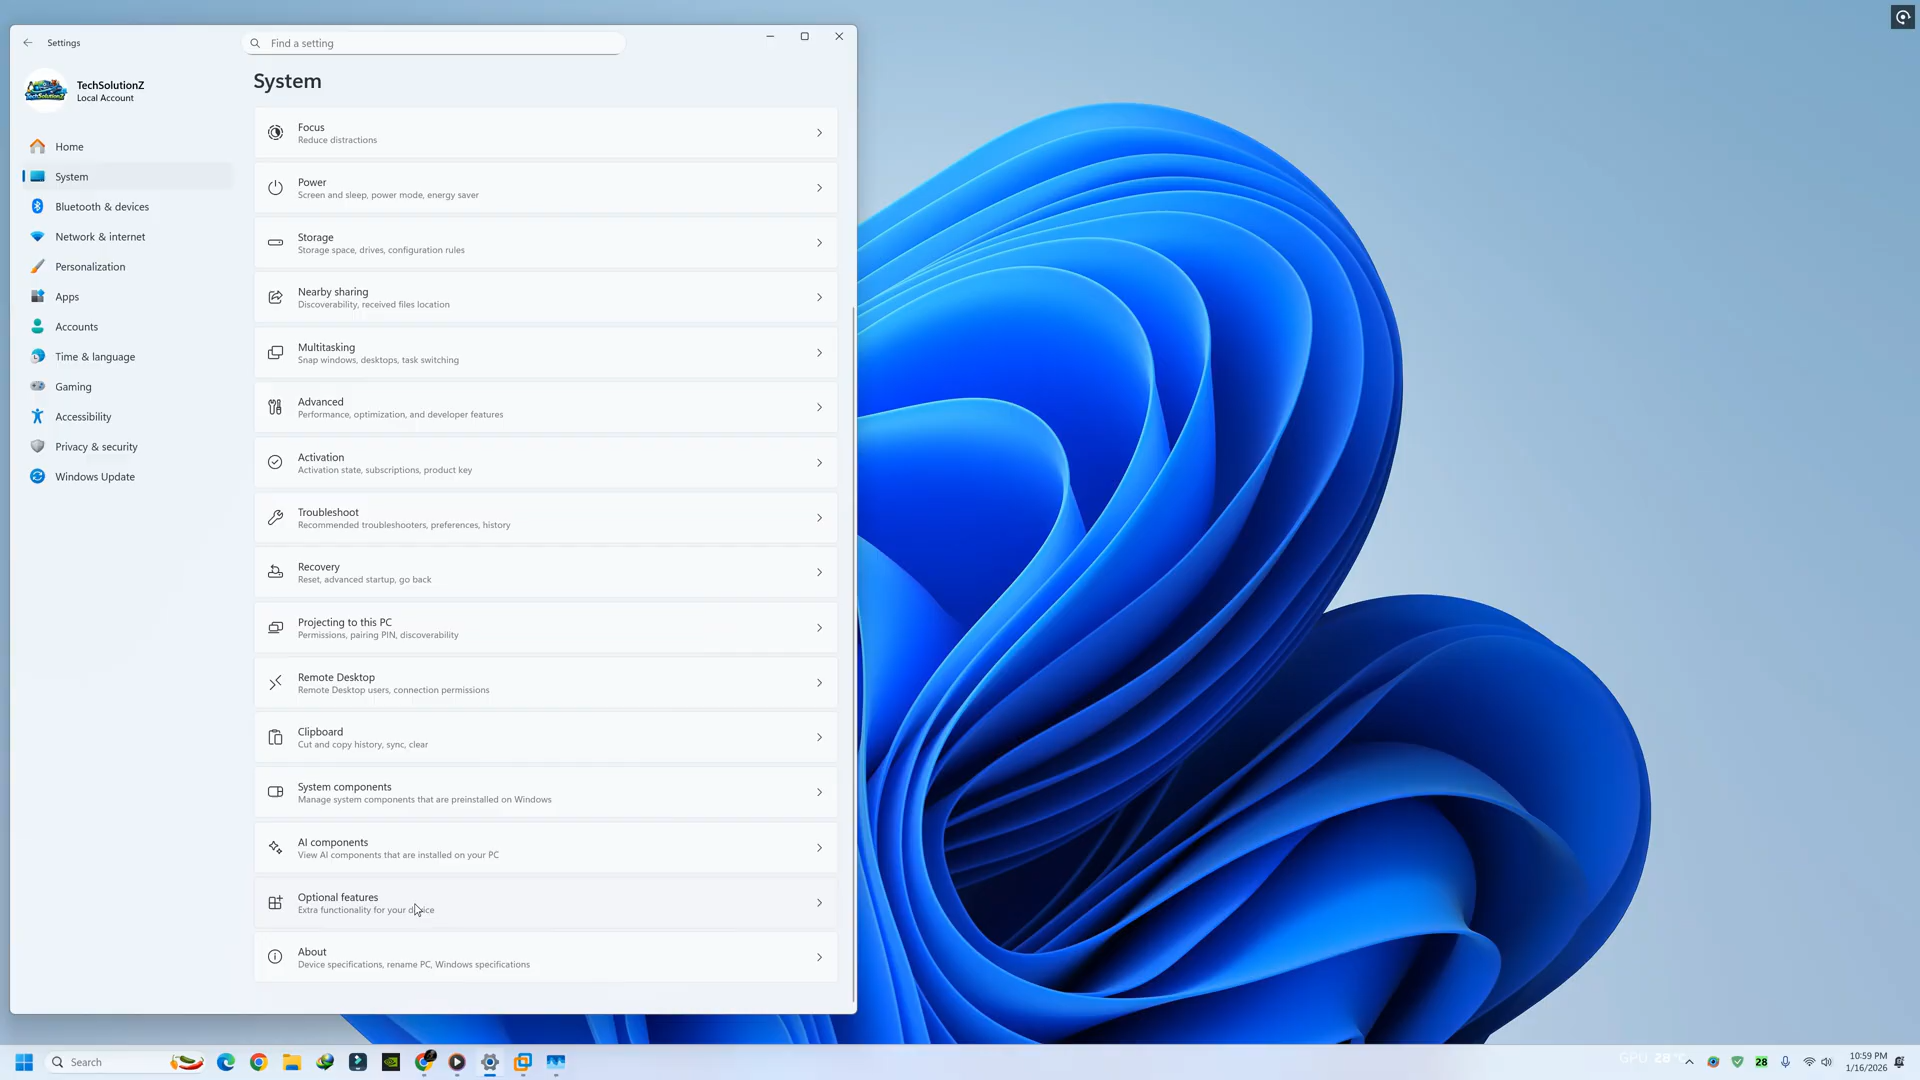 Settings
Find a setting
TechSolutionZ
Local Account
Home
System
Bluetooth & devices
Network & internet
Personalization
Apps
Accounts
Time & language
Gaming
Accessibility
Privacy & security
Windows Update
System
Focus
Reduce distractions
Power
Screen and sleep, power mode, energy saver
Storage
Storage space, drives, configuration rules
Nearby sharing
Discoverability, received files location
Multitasking
Snap windows, desktops, task switching
Advanced
Performance, optimization, and developer features
Activation
Activation state, subscriptions, product key
Troubleshoot
Recommended troubleshooters, preferences, history
Recovery
Reset, advanced startup, go back
Projecting to this PC
Permissions, pairing PIN, discoverability
Remote Desktop
Remote Desktop users, connection permissions
Clipboard
Cut and copy history, sync, clear
System components
Manage system components that are preinstalled on Windows
AI components
View AI components that are installed on your PC
Optional features
Extra functionality for your device
About
Device specifications, rename PC, Windows specifications
Search
GPU 28 °C
28
10:59 PM
1/16/2026